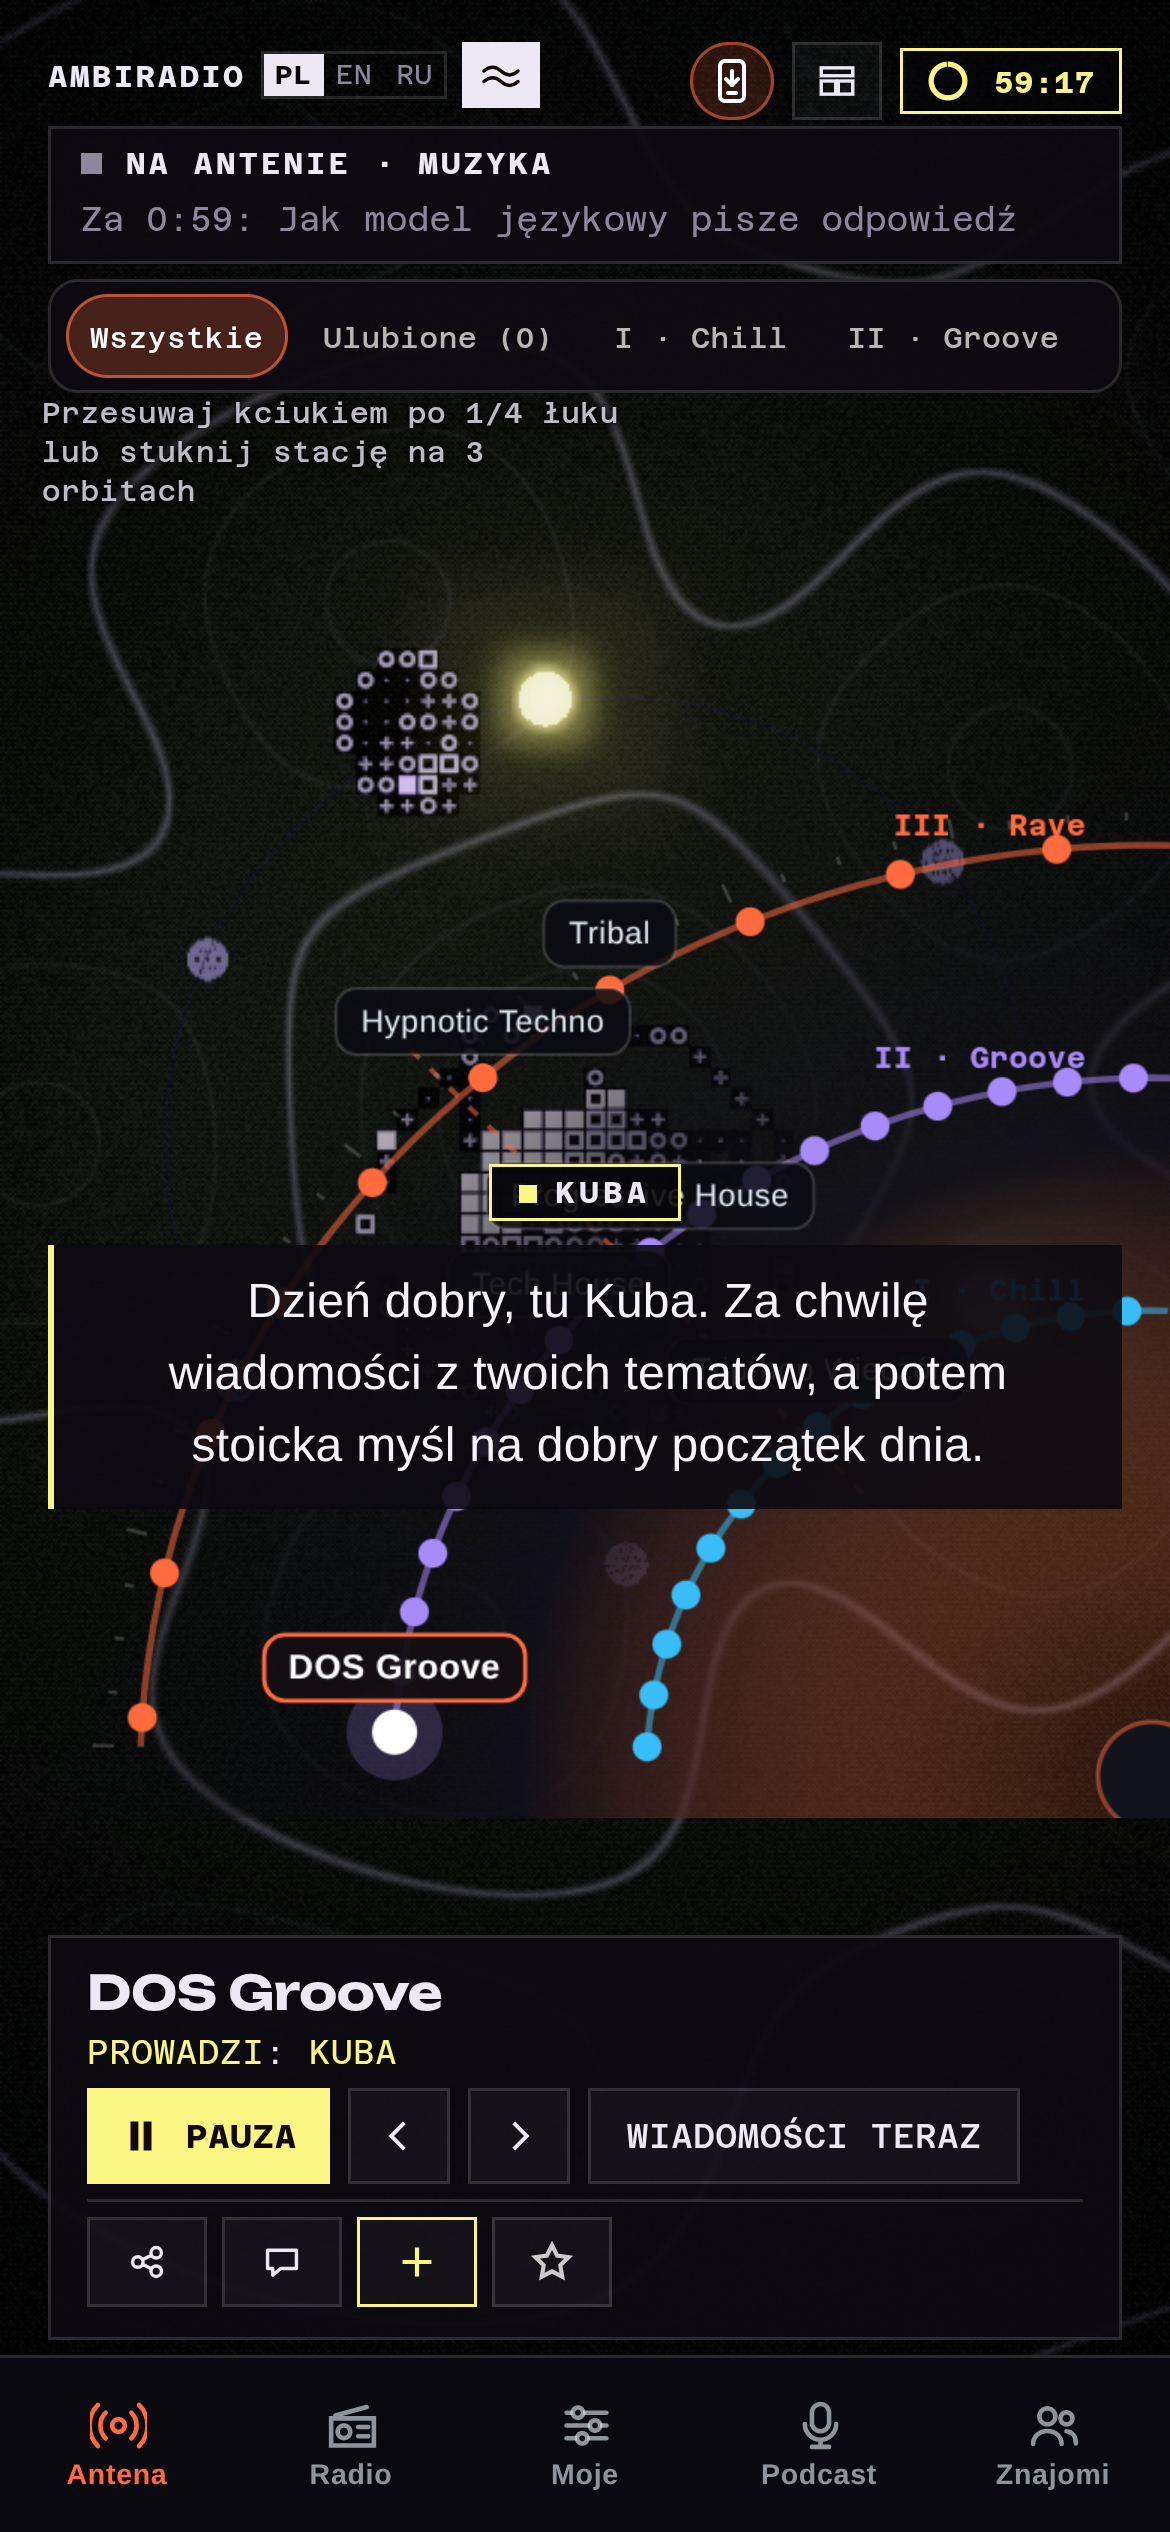 AMBIRADIO PL EN RU
59:17
NA ANTENIE · MUZYKA
Za 0:59: Jak model językowy pisze odpowiedź
Wszystkie Ulubione (0) I · Chill II · Groove
Przesuwaj kciukiem po 1/4 łuku
lub stuknij stację na 3
orbitach
III · Rave
Tribal
Hypnotic Techno
II · Groove
KUBA
House
Tech House
I · Chill
Dzień dobry, tu Kuba. Za chwilę
wiadomości z twoich tematów, a potem
stoicka myśl na dobry początek dnia.
DOS Groove
DOS Groove
PROWADZI: KUBA
PAUZA
WIADOMOŚCI TERAZ
Antena Radio Moje Podcast Znajomi